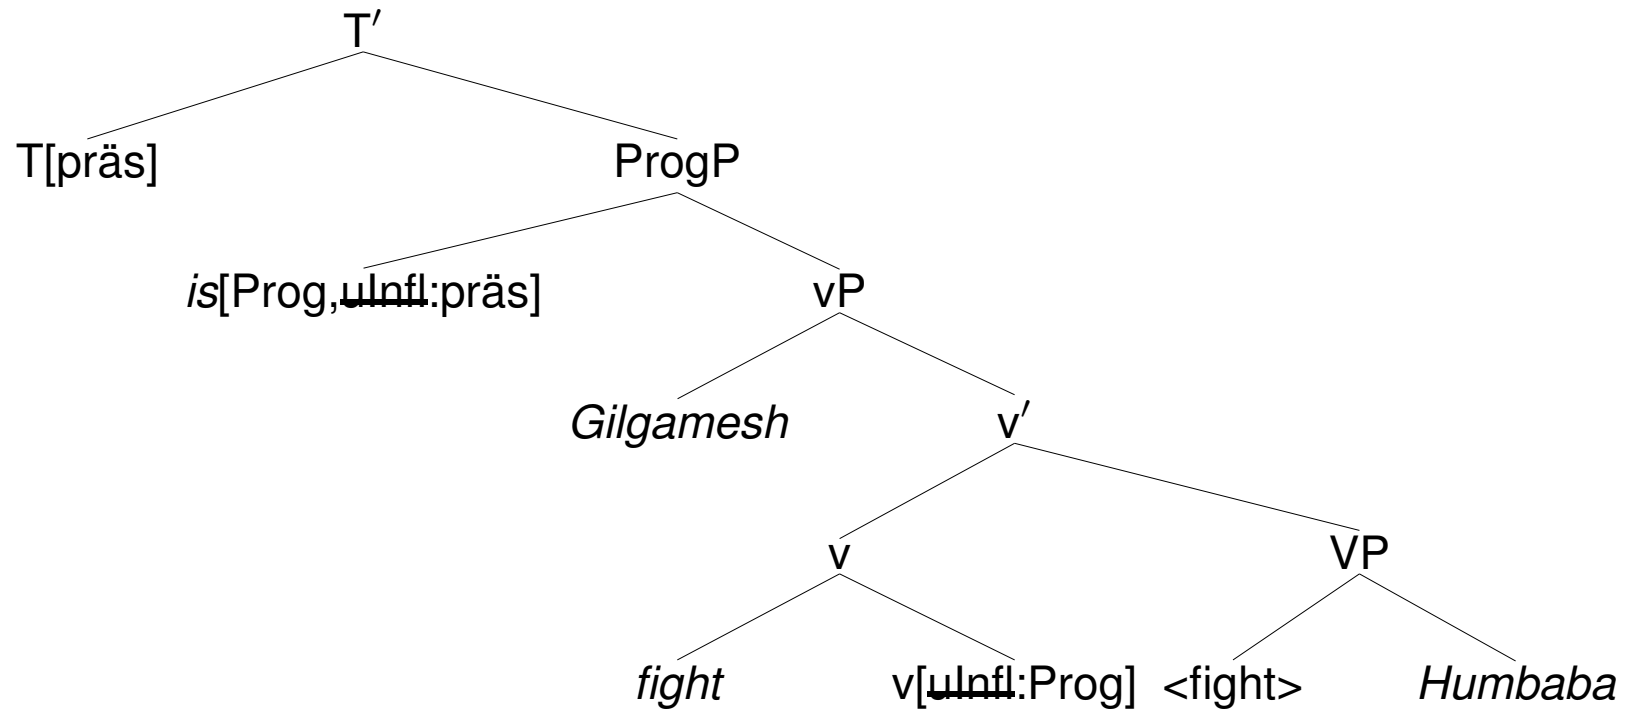 T′
T[präs] ProgP
is[Prog,uInfl:präs] vP
Gilgamesh v′
v VP
fight v[uInfl:Prog] <fight> Humbaba